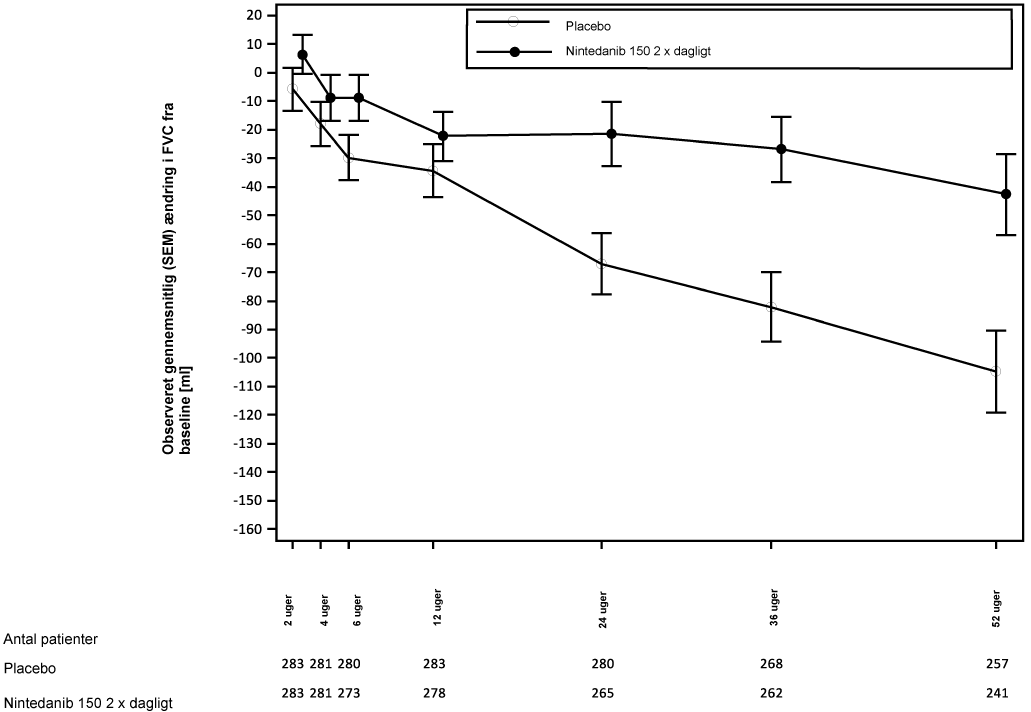 20
10
0
-10
-20
-30
-40
-50
-60
-70
-80
-90
-100
-110
-120
-130
-140
-150
-160
Observeret gennemsnitlig (SEM) ændring i FVC fra
baseline [ml]
Placebo
Nintedanib 150 2 x dagligt
2 uger
4 uger
6 uger
12 uger
24 uger
36 uger
52 uger
Antal patienter
Placebo 283 281 280 283 280 268 257
Nintedanib 150 2 x dagligt 283 281 273 278 265 262 241